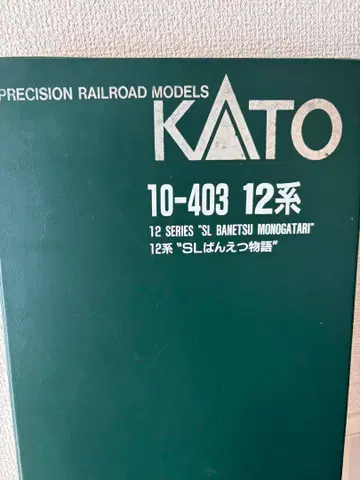 PRECISION RAILROAD MODELS
KATO
10-403 12系
12 SERIES "SL BANETSU MONOGATARI"
12系 "SLばんえつ物語"